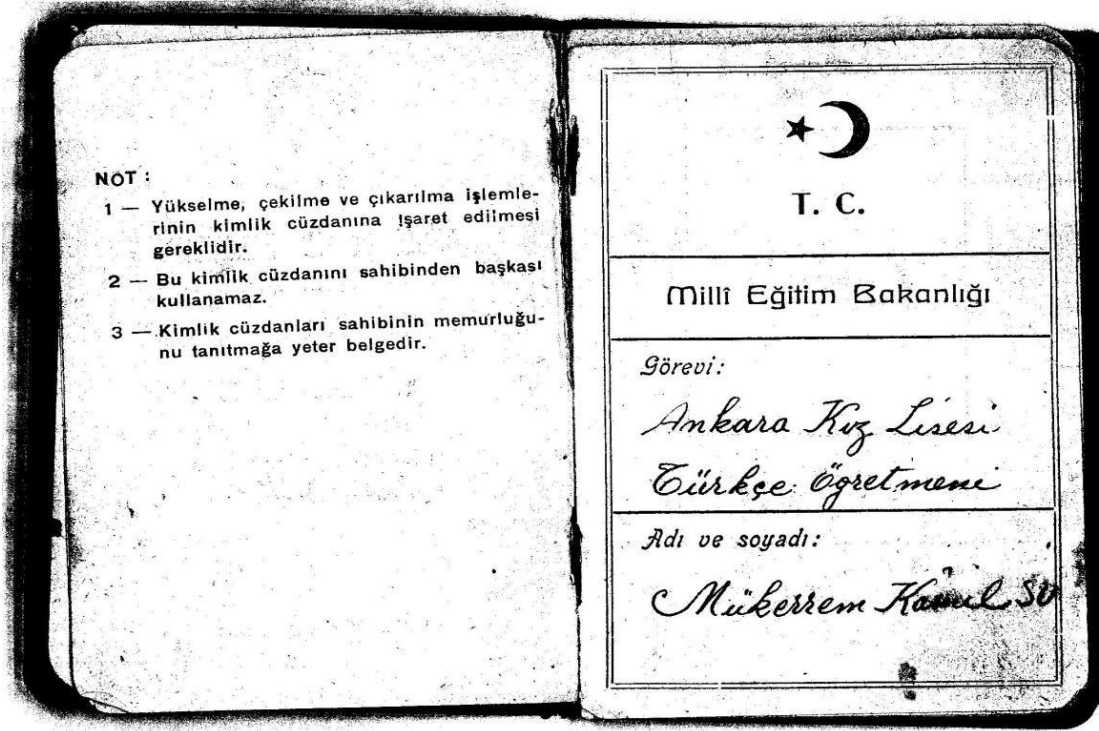 NOT :
1 — Yükselme, çekilme ve çıkarılma işlemle-
rinin kimlik cüzdanına işaret edilmesi
gereklidir.
2 — Bu kimlik cüzdanını sahibinden başkası
kullanamaz.
3 — Kimlik cüzdanları sahibinin memurluğu-
nu tanıtmağa yeter belgedir.
T. C.
Millî Eğitim Bakanlığı
Görevi:
Ankara Kız Lisesi
Türkçe Öğretmeni
Adı ve soyadı:
Mükerrem Kamil SU